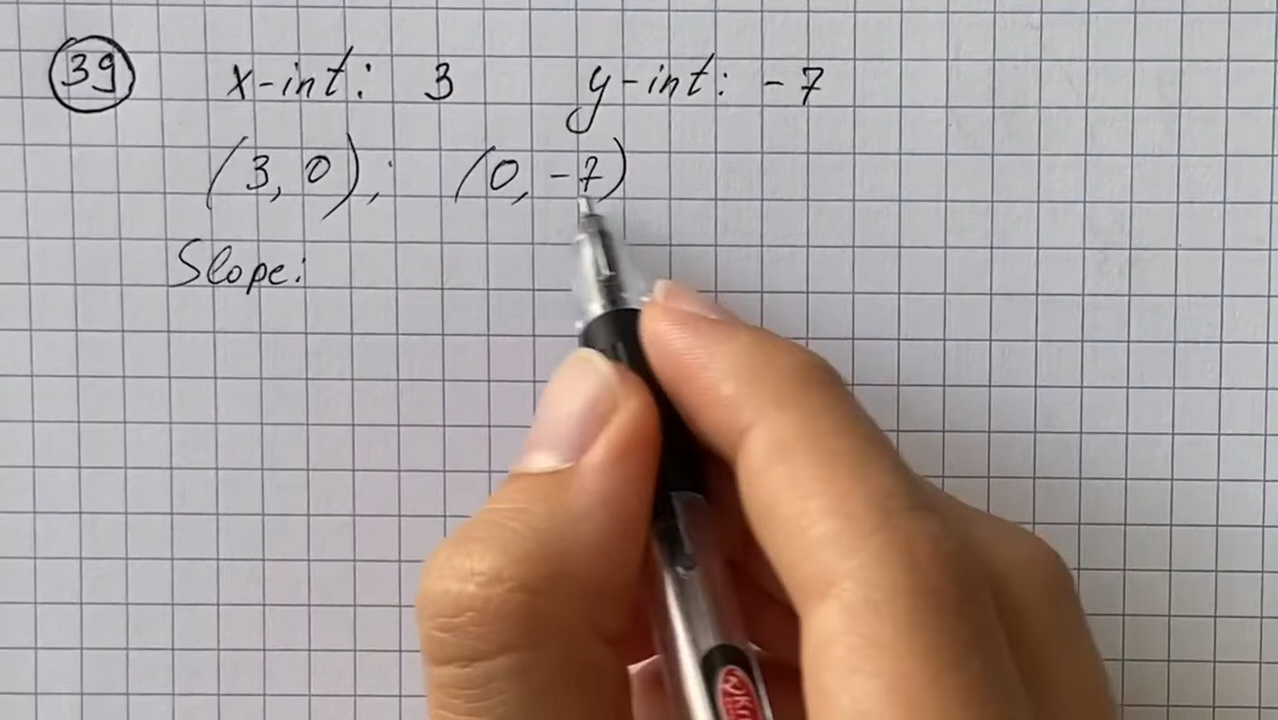 39 x-int: 3 y-int: -7
(3, 0); (0, -7)
Slope: